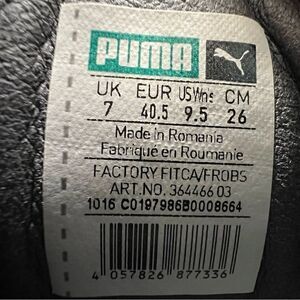 PUMA
UK EUR USWns CM
7 40.5 9.5 26
Made in Romania
Fabriqué en Roumanie
FACTORY FITCA/FROBS
ART.NO. 364466 03
1016 C0197986B0008664
4 057826 877336